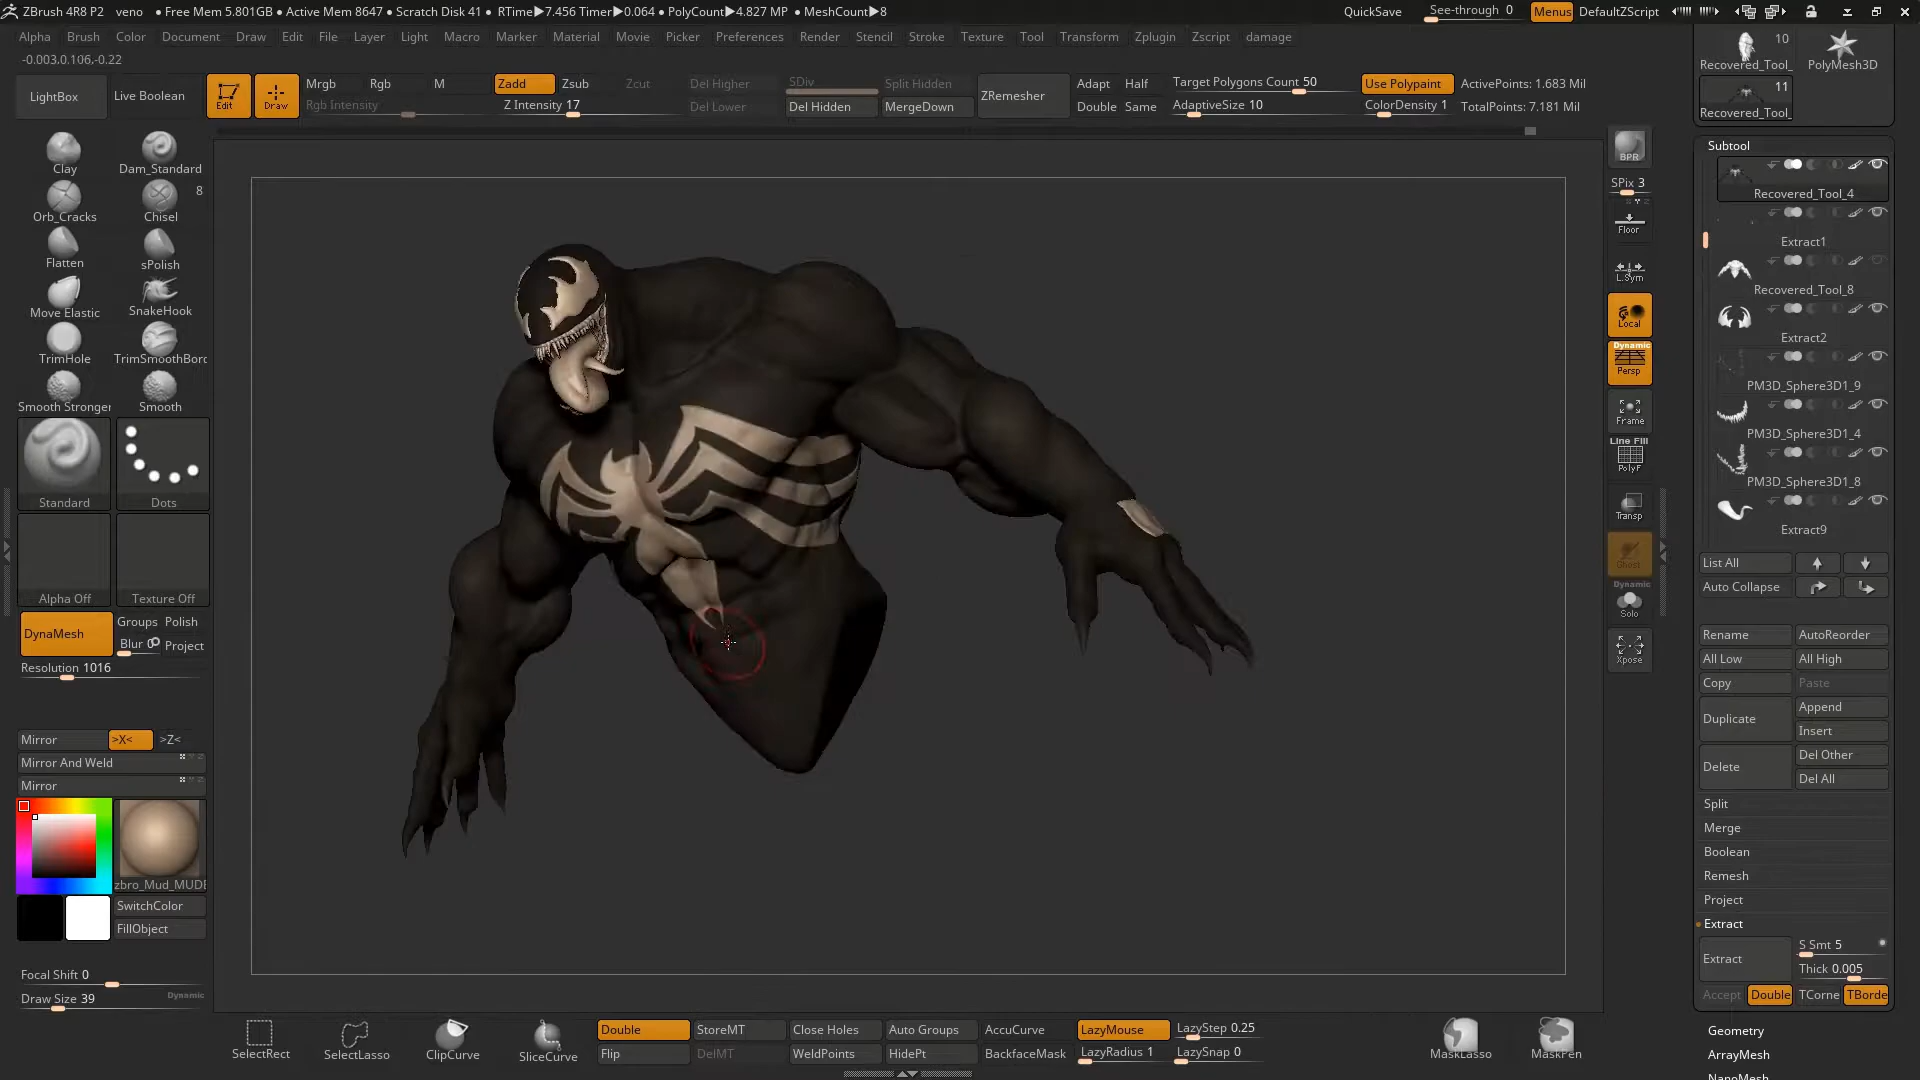 ZBrush 4R8 P2 veno ● Free Mem 5.801GB ● Active Mem 8647 ● Scratch Disk 41 ● RTime▶7.456 Timer▶0.064 ● PolyCount▶4.827 MP ● MeshCount▶8 QuickSave See-through 0 Menus DefaultZScript
Alpha Brush Color Document Draw Edit File Layer Light Macro Marker Material Movie Picker Preferences Render Stencil Stroke Texture Tool Transform Zplugin Zscript damage
-0.003,0.106,-0.22
LightBox Live Boolean Edit Draw
Mrgb Rgb M Zadd Zsub Zcut Del Higher SDiv Split Hidden ZRemesher Adapt Half Target Polygons Count 50 Use Polypaint ActivePoints: 1.683 Mil
Rgb Intensity Z Intensity 17 Del Lower Del Hidden MergeDown Double Same AdaptiveSize 10 ColorDensity 1 TotalPoints: 7.181 Mil
10
Recovered_Tool_ PolyMesh3D
11
Recovered_Tool_
Clay Dam_Standard
8
Orb_Cracks Chisel
Flatten sPolish
Move Elastic SnakeHook
TrimHole TrimSmoothBord
Smooth Stronger Smooth
Standard Dots
Alpha Off Texture Off
DynaMesh Groups Polish
Blur 0 Project
Resolution 1016
Mirror >X< >Z<
Mirror And Weld
Mirror
zbro_Mud_MUDE
SwitchColor
FillObject
Focal Shift 0
Draw Size 39 Dynamic
BPR
SPix 3
Floor
L.Sym
Local
Dynamic
Persp
Frame
Line Fill
PolyF
Transp
Ghost
Dynamic
Solo
Xpose
Subtool
Recovered_Tool_4
Extract1
Recovered_Tool_8
Extract2
PM3D_Sphere3D1_9
PM3D_Sphere3D1_4
PM3D_Sphere3D1_8
Extract9
List All
Auto Collapse
Rename AutoReorder
All Low All High
Copy Paste
Duplicate Append
Insert
Delete Del Other
Del All
Split
Merge
Boolean
Remesh
Project
Extract
Extract S Smt 5
Thick 0.005
Accept Double TCorne TBorde
Geometry
ArrayMesh
NanoMesh
SelectRect SelectLasso ClipCurve SliceCurve
Double StoreMT Close Holes Auto Groups AccuCurve LazyMouse LazyStep 0.25
Flip DelMT WeldPoints HidePt BackfaceMask LazyRadius 1 LazySnap 0
MaskLasso MaskPen